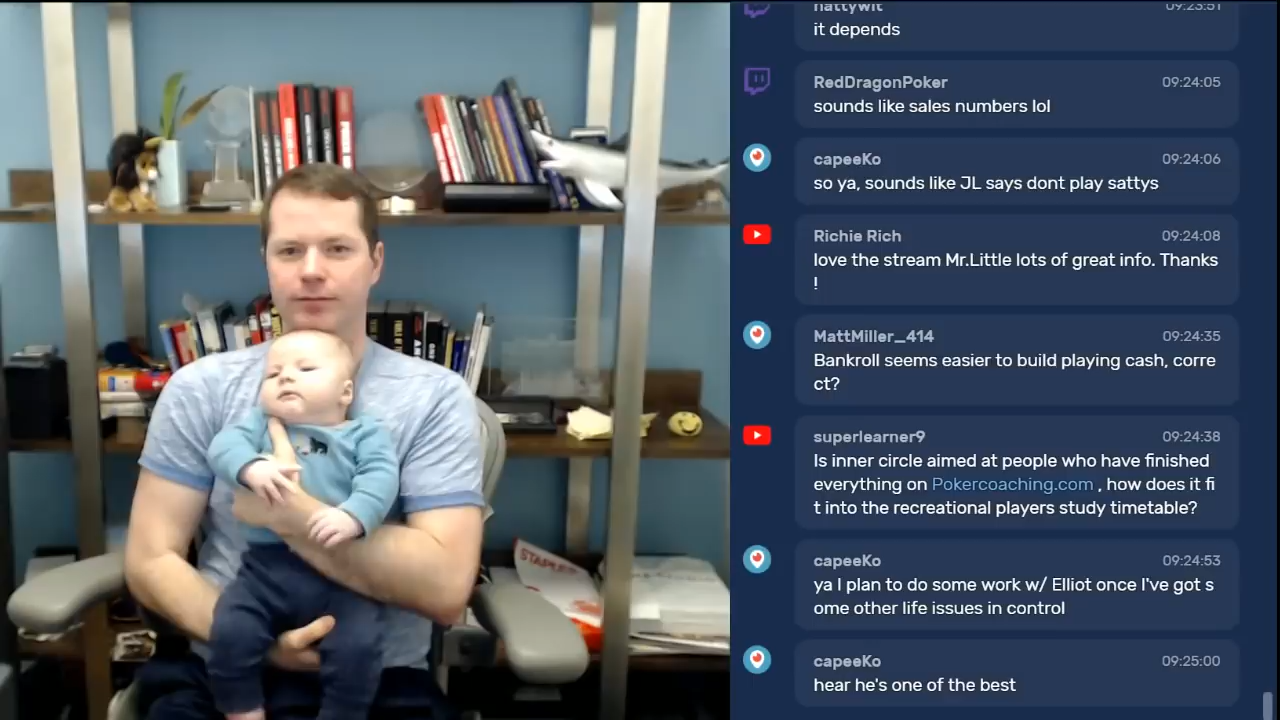 nattywit 09:23:51
it depends
RedDragonPoker 09:24:05
sounds like sales numbers lol
capeeKo 09:24:06
so ya, sounds like JL says dont play sattys
Richie Rich 09:24:08
love the stream Mr.Little lots of great info. Thanks
!
MattMiller_414 09:24:35
Bankroll seems easier to build playing cash, corre
ct?
superlearner9 09:24:38
Is inner circle aimed at people who have finished
everything on Pokercoaching.com , how does it fi
t into the recreational players study timetable?
capeeKo 09:24:53
ya I plan to do some work w/ Elliot once I've got s
ome other life issues in control
capeeKo 09:25:00
hear he's one of the best
STAPLES